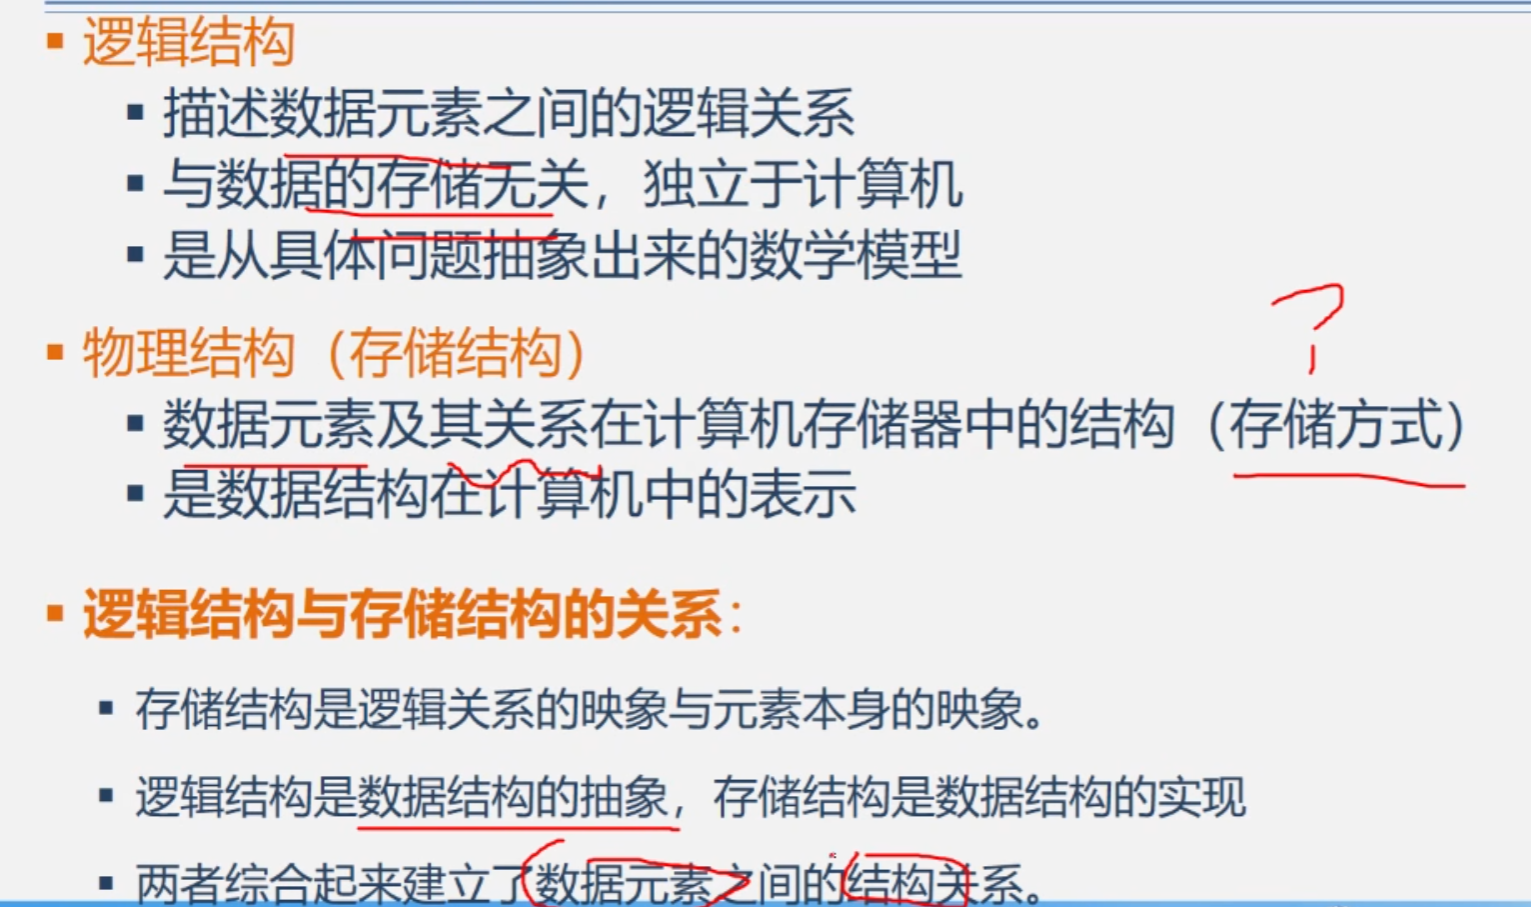 逻辑结构
描述数据元素之间的逻辑关系
与数据的存储无关，独立于计算机
是从具体问题抽象出来的数学模型
?
物理结构（存储结构）
数据元素及其关系在计算机存储器中的结构（存储方式）
是数据结构在计算机中的表示
逻辑结构与存储结构的关系：
存储结构是逻辑关系的映象与元素本身的映象。
逻辑结构是数据结构的抽象，存储结构是数据结构的实现
两者综合起来建立了数据元素之间的结构关系。